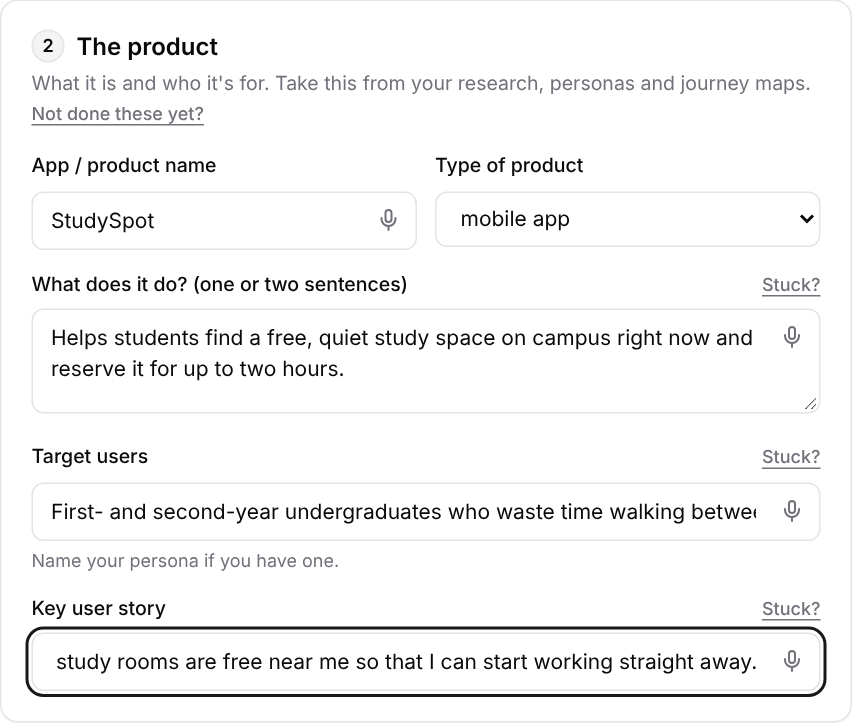 2 The product
What it is and who it's for. Take this from your research, personas and journey maps.
Not done these yet?
App / product name
Type of product
StudySpot
mobile app
What does it do? (one or two sentences)
Stuck?
Helps students find a free, quiet study space on campus right now and
reserve it for up to two hours.
Target users
Stuck?
First- and second-year undergraduates who waste time walking
Name your persona if you have one.
Key user story
Stuck?
study rooms are free near me so that I can start working straight away.